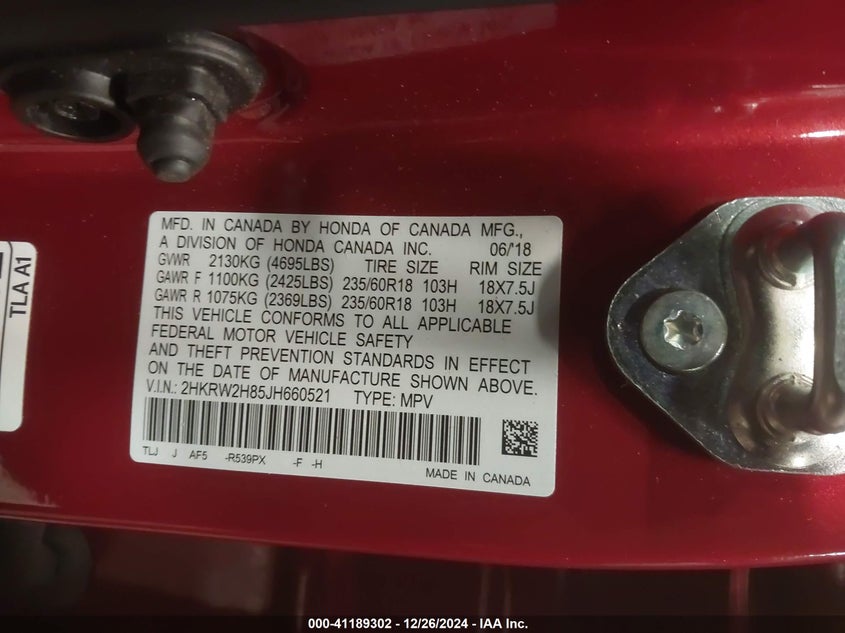 TLA A1
MFD. IN CANADA BY HONDA OF CANADA MFG.,
A DIVISION OF HONDA CANADA INC. 06/'18
GVWR 2130KG (4695LBS) TIRE SIZE RIM SIZE
GAWR F 1100KG (2425LBS) 235/60R18 103H 18X7.5J
GAWR R 1075KG (2369LBS) 235/60R18 103H 18X7.5J
THIS VEHICLE CONFORMS TO ALL APPLICABLE
FEDERAL MOTOR VEHICLE SAFETY
AND THEFT PREVENTION STANDARDS IN EFFECT
ON THE DATE OF MANUFACTURE SHOWN ABOVE.
V.I.N.: 2HKRW2H85JH660521 TYPE: MPV
TLJ J AF5 -R539PX -F -H
MADE IN CANADA
000-41189302 - 12/26/2024 - IAA Inc.